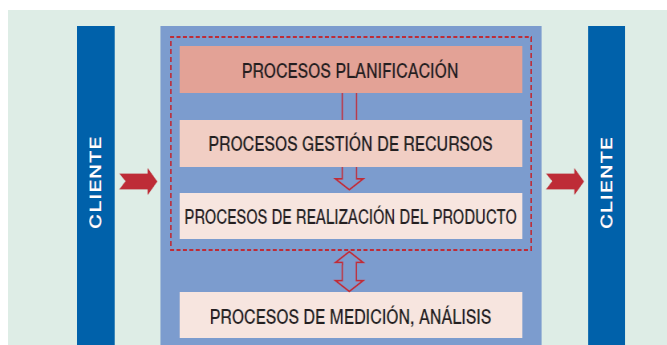 CLIENTE
PROCESOS PLANIFICACIÓN
PROCESOS GESTIÓN DE RECURSOS
PROCESOS DE REALIZACIÓN DEL PRODUCTO
PROCESOS DE MEDICIÓN, ANÁLISIS
CLIENTE